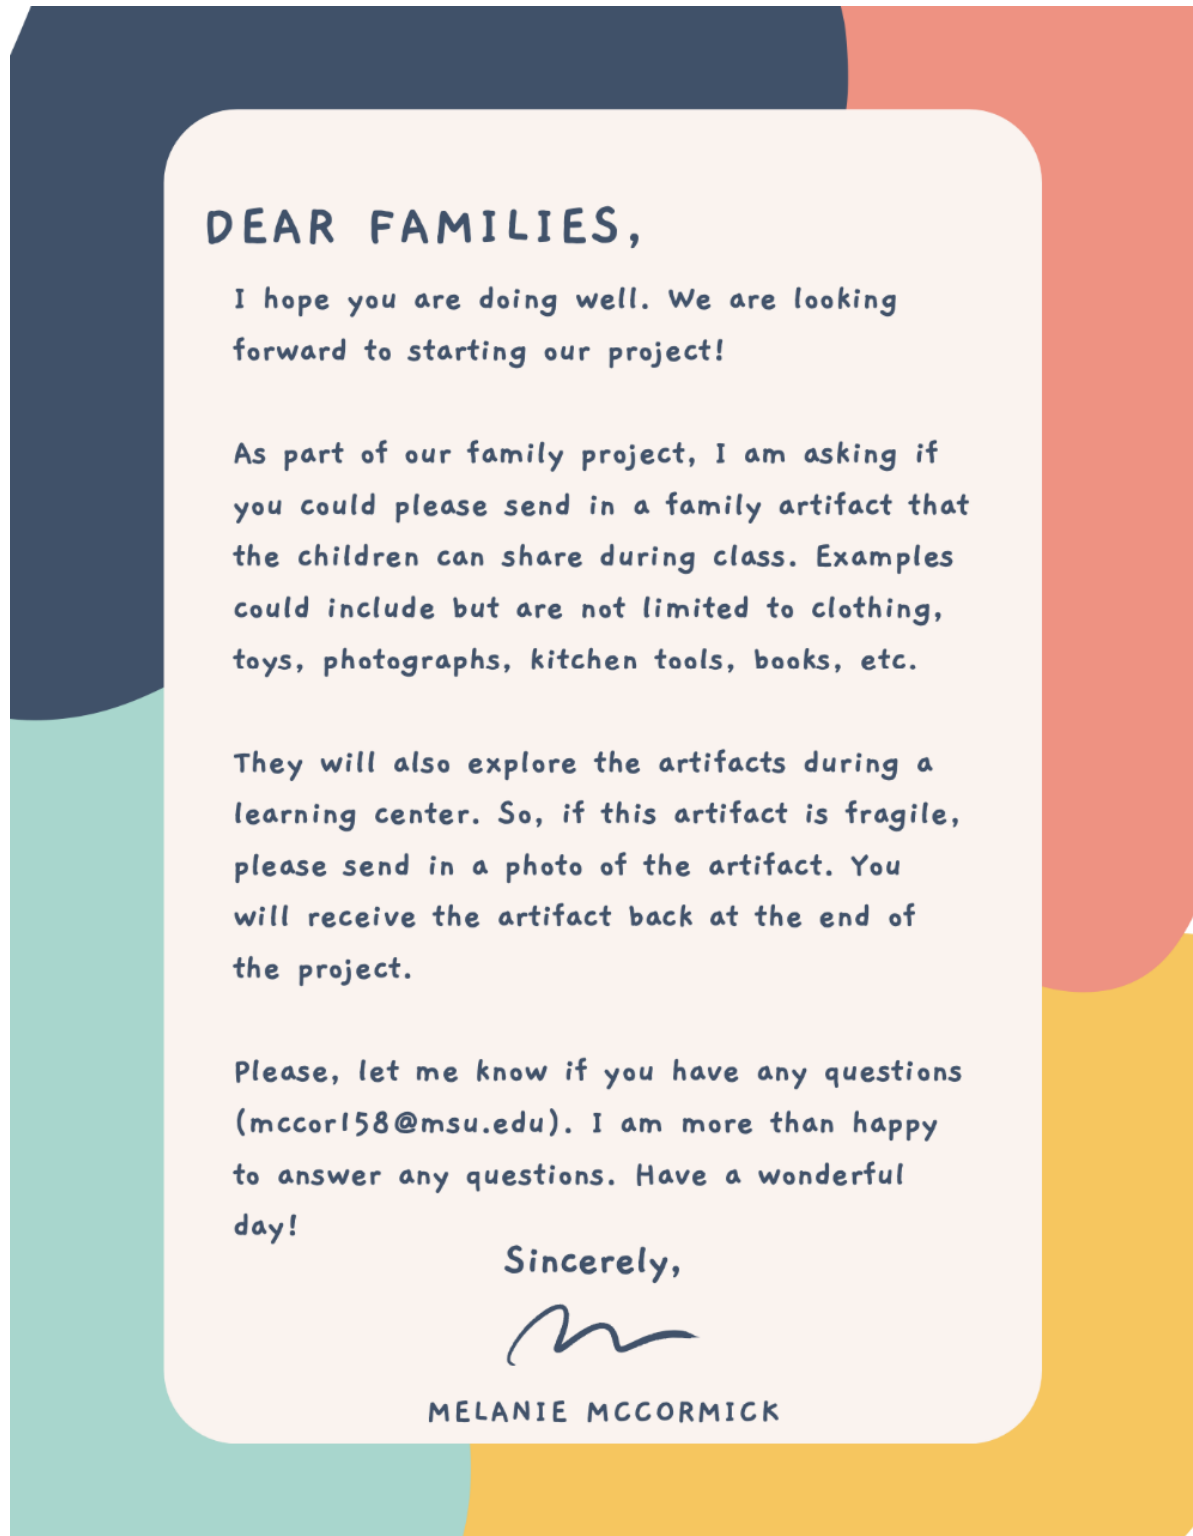 DEAR FAMILIES,
I hope you are doing well. We are looking
forward to starting our project!
As part of our family project, I am asking if
you could please send in a family artifact that
the children can share during class. Examples
could include but are not limited to clothing,
toys, photographs, kitchen tools, books, etc.
They will also explore the artifacts during a
learning center. So, if this artifact is fragile,
please send in a photo of the artifact. You
will receive the artifact back at the end of
the project.
Please, let me know if you have any questions
(mccor158@msu.edu). I am more than happy
to answer any questions. Have a wonderful
day!
Sincerely,
MELANIE MCCORMICK